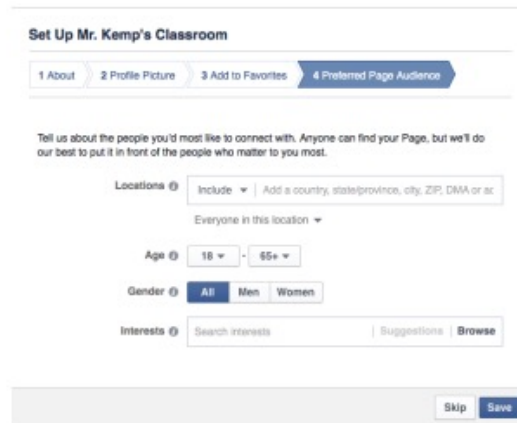 Set Up Mr. Kemp's Classroom
1 About 2 Profile Picture 3 Add to Favorites 4 Preferred Page Audience
Tell us about the people you'd most like to connect with. Anyone can find your Page, but we'll do
our best to put it in front of the people who matter to you most.
Locations Include Add a country, state/province, city, ZIP, DMA or ac
Everyone in this location
Age 18 - 65+
Gender All Men Women
Interests Search interests | Suggestions | Browse
Skip Save